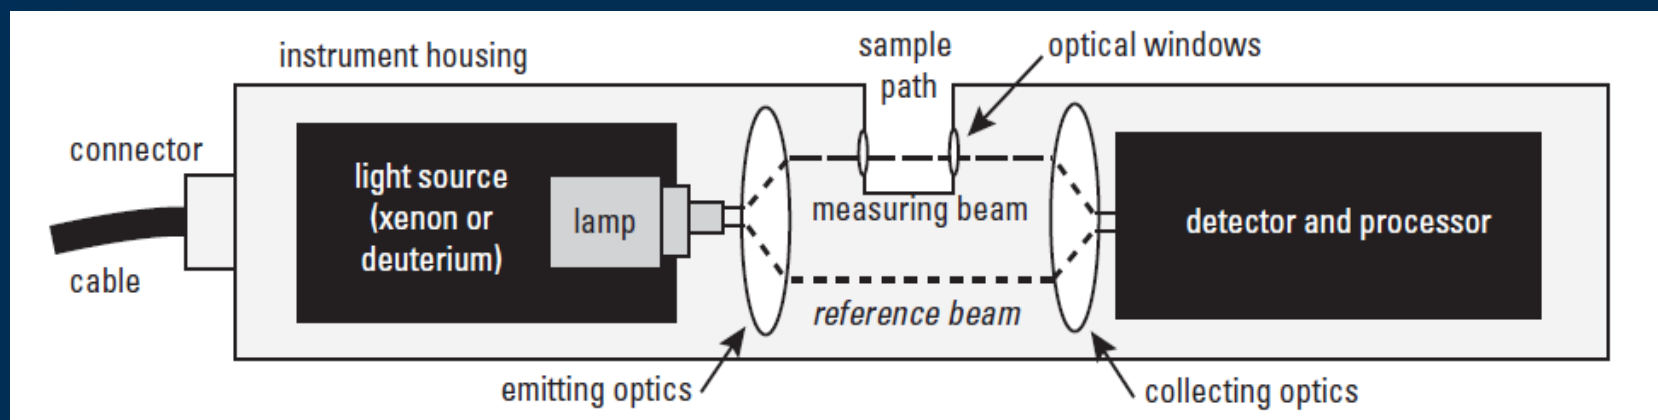 instrument housing
sample
path
optical windows
connector
light source
(xenon or
deuterium)
lamp
measuring beam
detector and processor
cable
reference beam
emitting optics
collecting optics